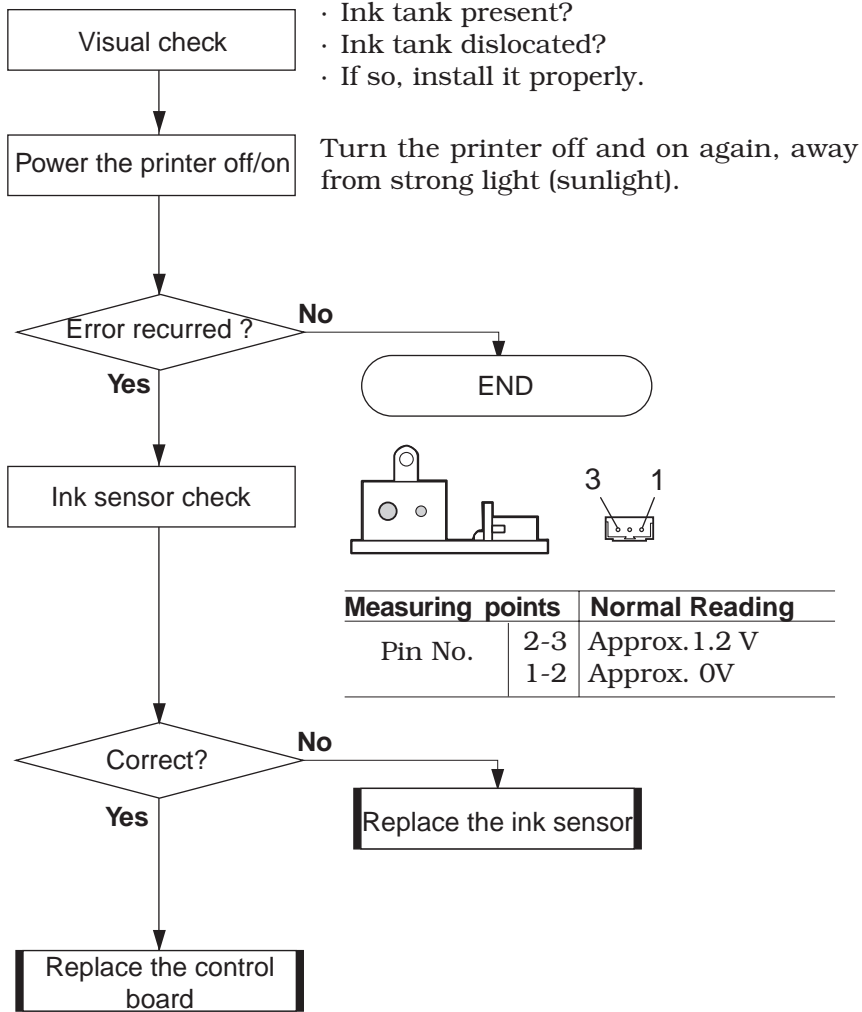 Visual check
· Ink tank present?
· Ink tank dislocated?
· If so, install it properly.
Power the printer off/on
Turn the printer off and on again, away
from strong light (sunlight).
Error recurred ?
No
Yes
END
Ink sensor check
3 1
Measuring points Normal Reading
Pin No. 2-3 Approx.1.2 V
1-2 Approx. 0V
Correct?
No
Yes
Replace the ink sensor
Replace the control
board